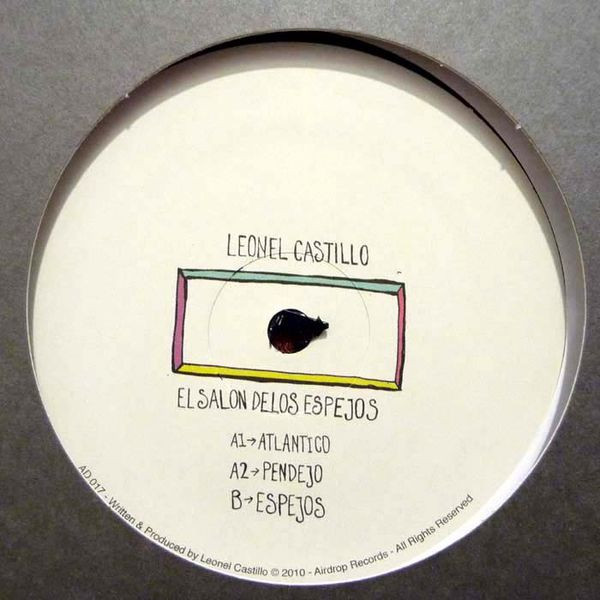 LEONEL CASTILLO
EL SALON DE LOS ESPEJOS
A1→ATLANTICO
A2→PENDEJO
B→ESPEJOS
AD 017 - Written & Produced by Leonel Castillo © 2010 - Airdrop Records - All Rights Reserved